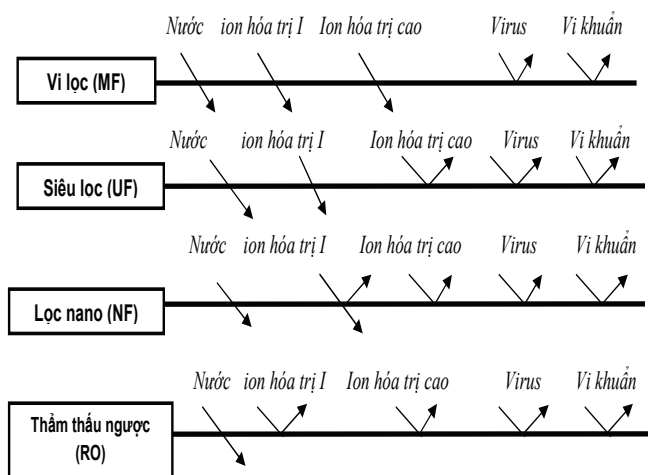 Nước ion hóa trị I Ion hóa trị cao Virus Vi khuẩn
Vi lọc (MF)
Nước ion hóa trị I Ion hóa trị cao Virus Vi khuẩn
Siêu lọc (UF)
Nước ion hóa trị I Ion hóa trị cao Virus Vi khuẩn
Lọc nano (NF)
Nước ion hóa trị I Ion hóa trị cao Virus Vi khuẩn
Thẩm thấu ngược
(RO)